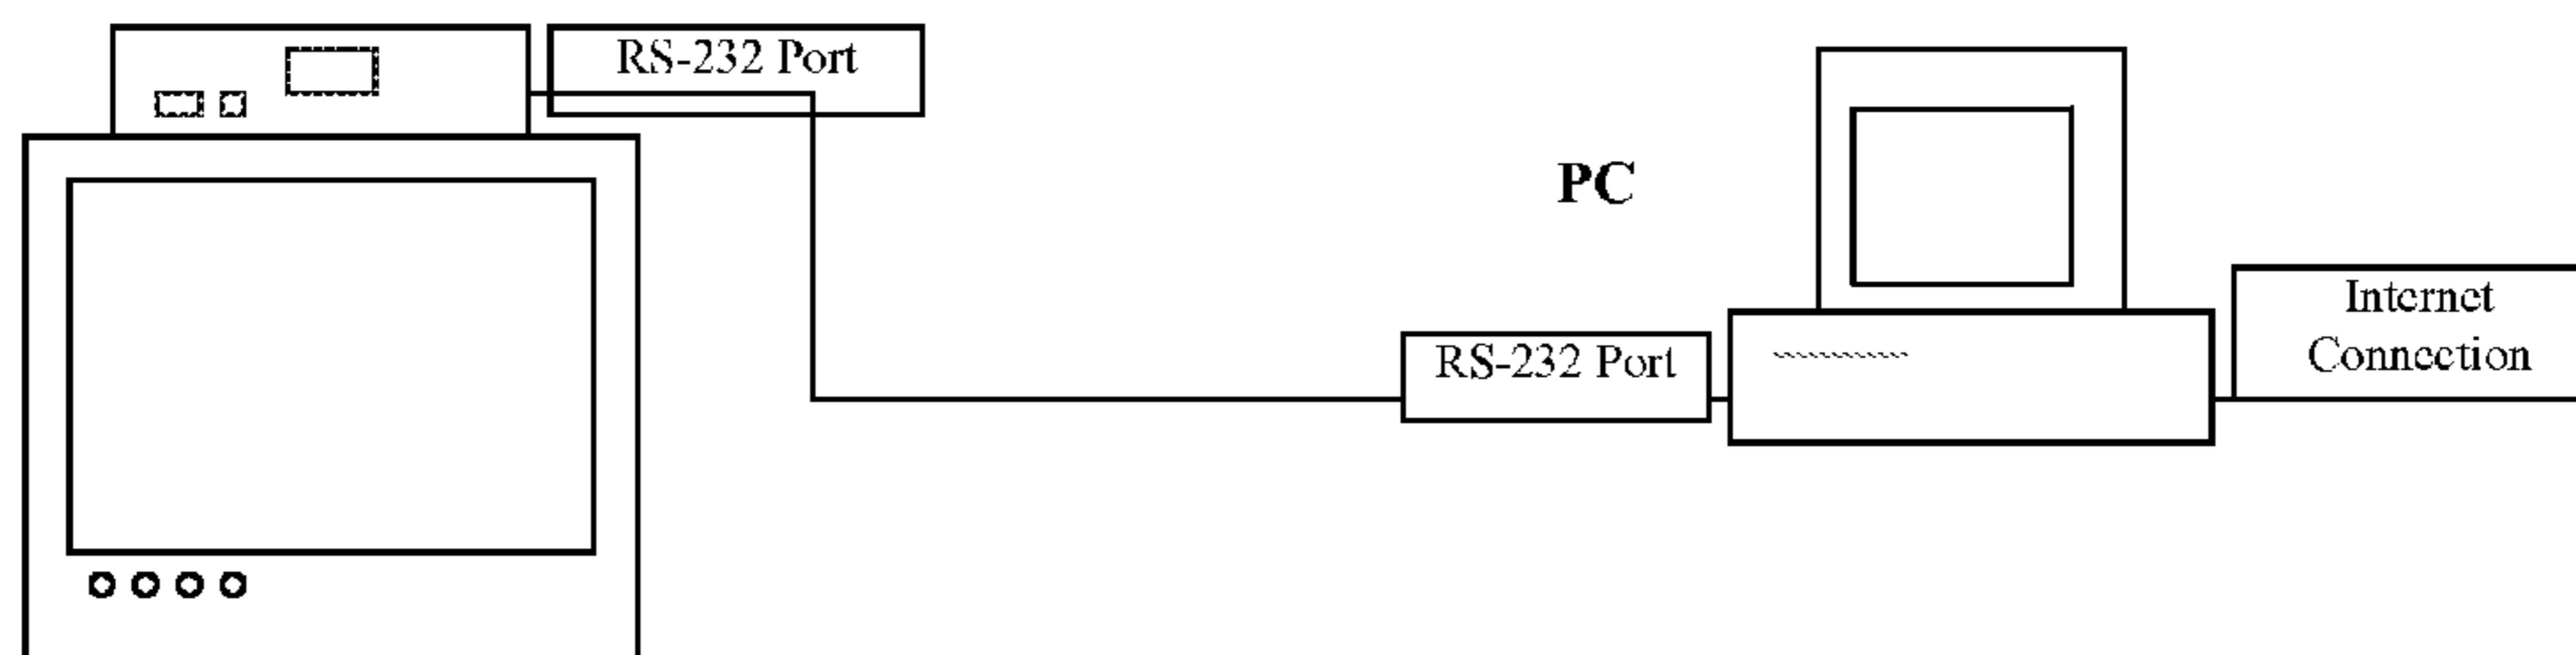 RS-232 Port
PC
RS-232 Port
Internet
Connection